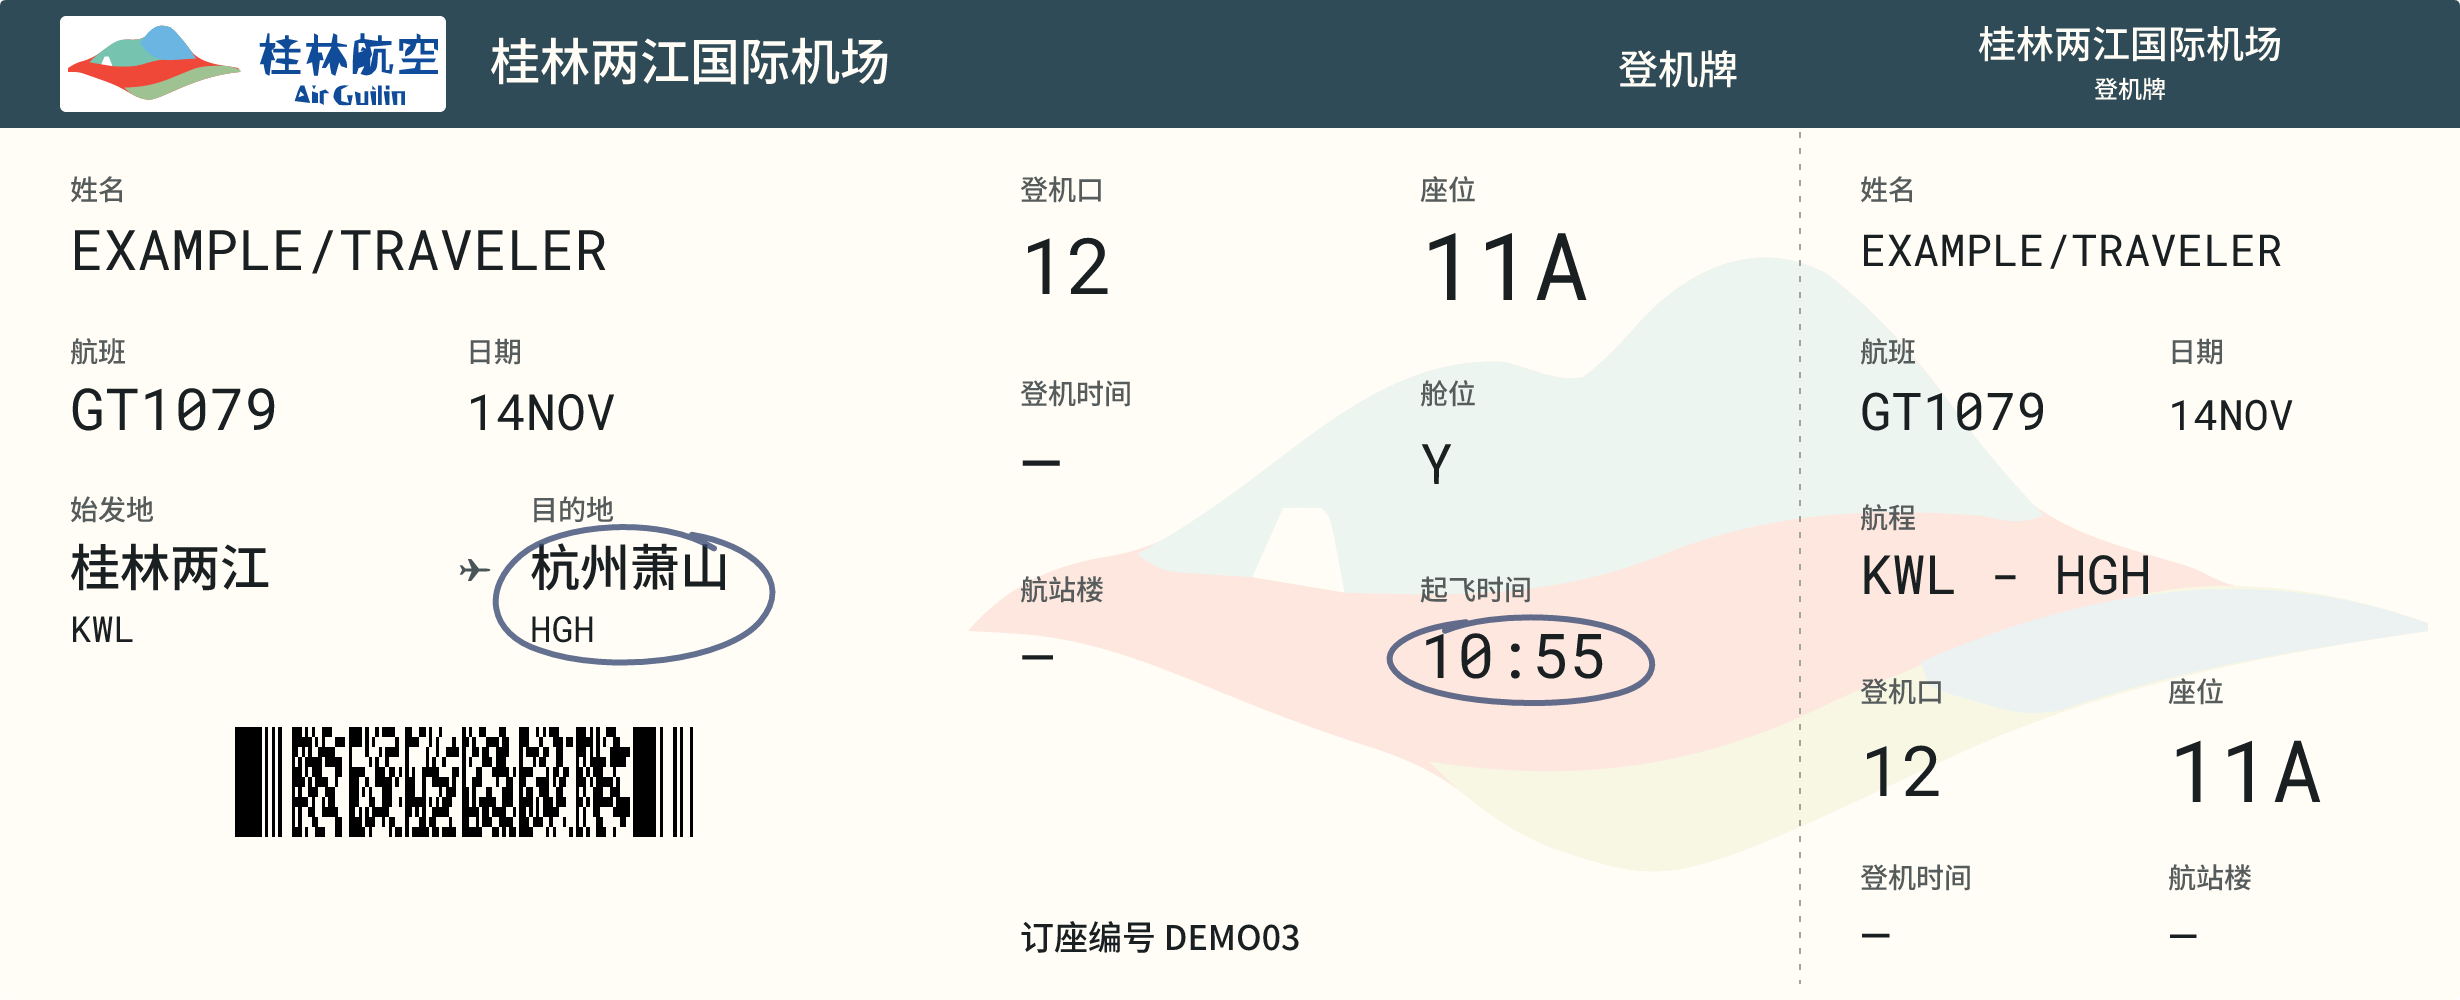 桂林航空
Air Guilin
桂林两江国际机场
登机牌
姓名
EXAMPLE/TRAVELER
航班 日期
GT1079 14NOV
始发地 目的地
桂林两江 杭州萧山
KWL HGH
登机口 座位
12 11A
登机时间 舱位
— Y
航站楼 起飞时间
— 10:55
订座编号 DEMO03
桂林两江国际机场
登机牌
姓名
EXAMPLE/TRAVELER
航班 日期
GT1079 14NOV
航程
KWL - HGH
登机口 座位
12 11A
登机时间 航站楼
— —